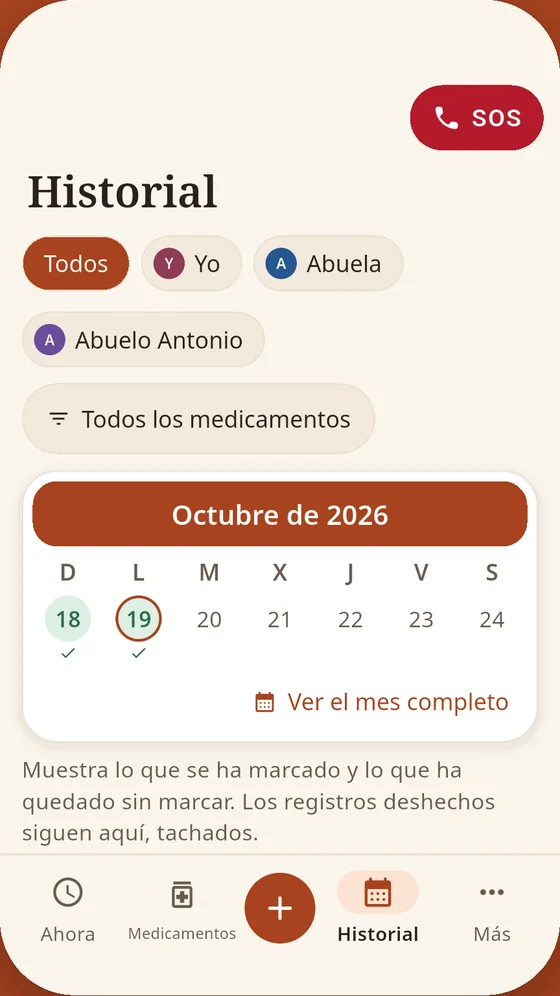 SOS
Historial
Todos
Y Yo
A Abuela
A Abuelo Antonio
Todos los medicamentos
Octubre de 2026
D L M X J V S
18 19 20 21 22 23 24
Ver el mes completo
Muestra lo que se ha marcado y lo que ha
quedado sin marcar. Los registros deshechos
siguen aquí, tachados.
Ahora Medicamentos Historial Más